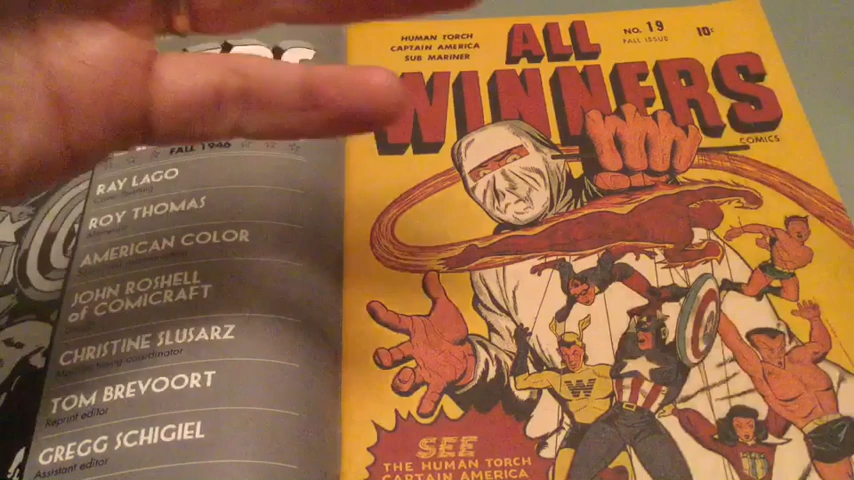 FALL 1946
RAY LAGO
ROY THOMAS
AMERICAN COLOR
JOHN ROSHELL
of COMICRAFT
CHRISTINE SLUSARZ
TOM BREVOORT
Reprint editor
GREGG SCHIGIEL
Assistant editor
HUMAN TORCH
CAPTAIN AMERICA
SUB MARINER
ALL
WINNERS
COMICS
NO. 19
FALL ISSUE
10¢
W
SEE
THE HUMAN TORCH
CAPTAIN AMERICA